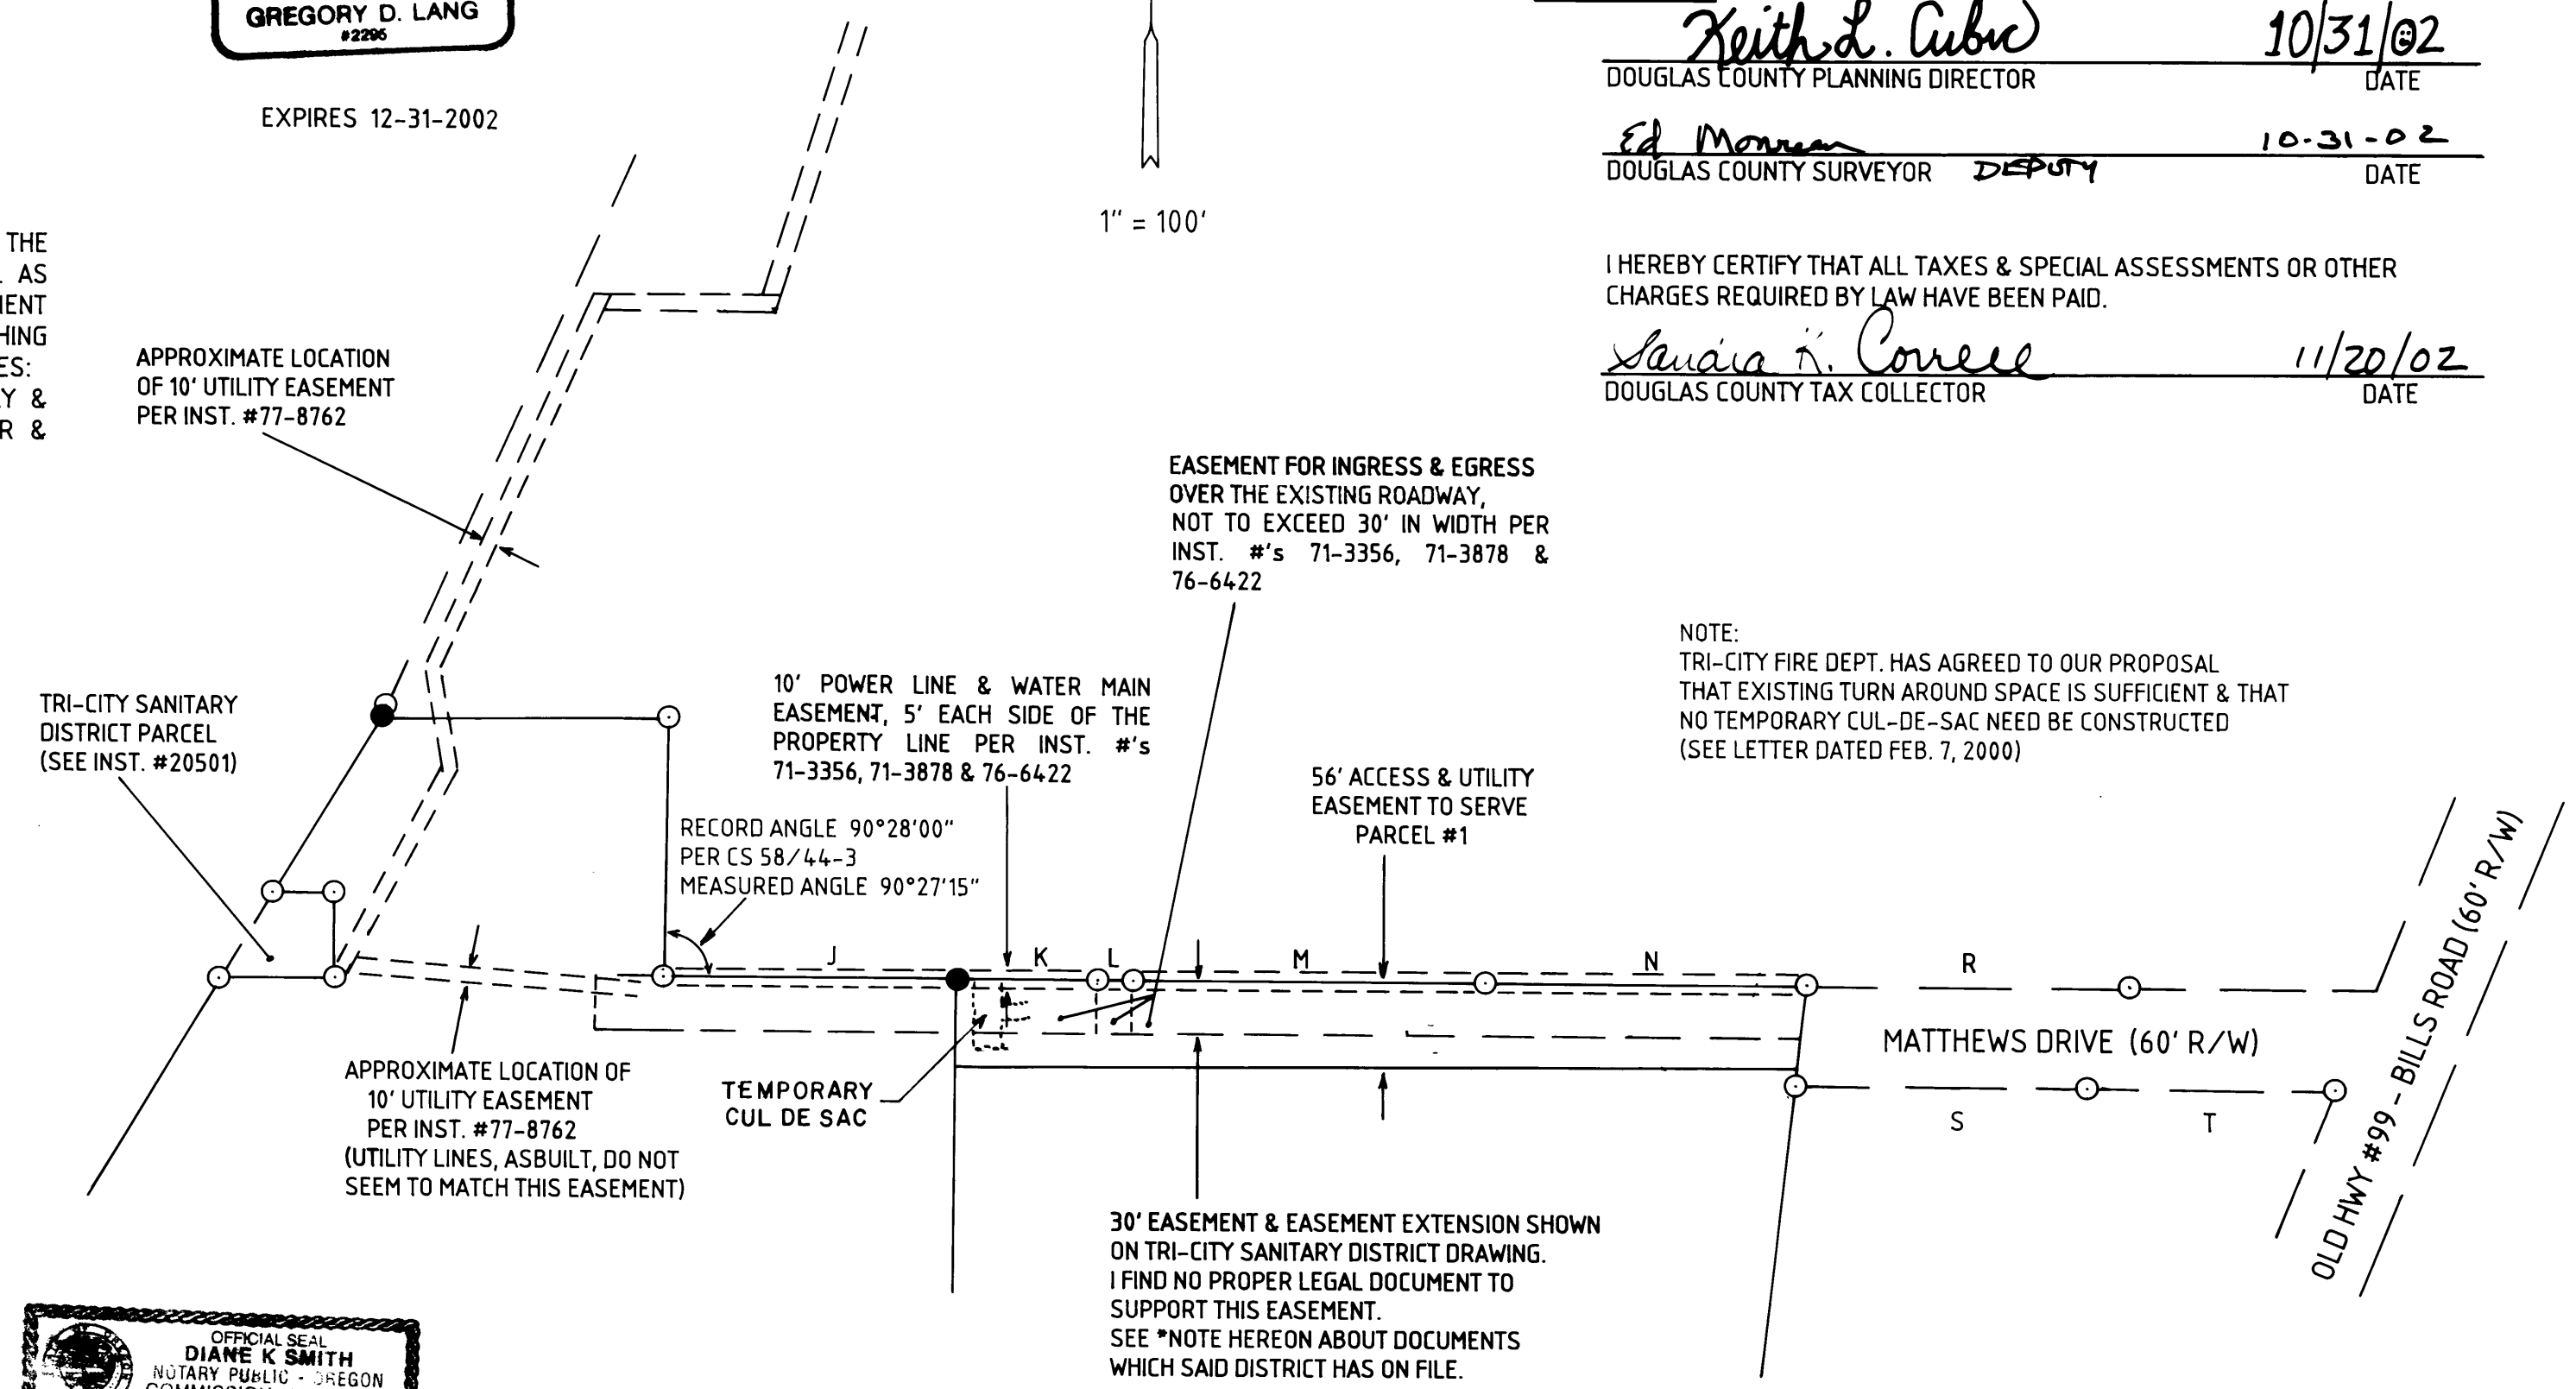 GREGORY D. LANG
#2295
EXPIRES 12-31-2002
THE
AS
Y &
R &
1" = 100'
Keith L. Cubic 10/31/02
DOUGLAS COUNTY PLANNING DIRECTOR DATE
Ed 10-31-02
DOUGLAS COUNTY SURVEYOR DEPUTY DATE
I HEREBY CERTIFY THAT ALL TAXES & SPECIAL ASSESSMENTS OR OTHER
CHARGES REQUIRED BY LAW HAVE BEEN PAID.
Sandra K. Correll 11/20/02
DOUGLAS COUNTY TAX COLLECTOR DATE
APPROXIMATE LOCATION
OF 10' UTILITY EASEMENT
PER INST. #77-8762
EASEMENT FOR INGRESS & EGRESS
OVER THE EXISTING ROADWAY,
NOT TO EXCEED 30' IN WIDTH PER
INST. #'s 71-3356, 71-3878 &
76-6422
NOTE:
TRI-CITY FIRE DEPT. HAS AGREED TO OUR PROPOSAL
THAT EXISTING TURN AROUND SPACE IS SUFFICIENT & THAT
NO TEMPORARY CUL-DE-SAC NEED BE CONSTRUCTED
(SEE LETTER DATED FEB. 7, 2000)
TRI-CITY SANITARY
DISTRICT PARCEL
(SEE INST. #20501)
10' POWER LINE & WATER MAIN
EASEMENT, 5' EACH SIDE OF THE
PROPERTY LINE PER INST. #'s
71-3356, 71-3878 & 76-6422
56' ACCESS & UTILITY
EASEMENT TO SERVE
PARCEL #1
RECORD ANGLE 90°28'00"
PER CS 58/44-3
MEASURED ANGLE 90°27'15"
J K L M N R
MATTHEWS DRIVE (60' R/W)
S T
OLD HWY #99 - BILLS ROAD (60' R/W)
APPROXIMATE LOCATION OF
10' UTILITY EASEMENT
PER INST. #77-8762
(UTILITY LINES, ASBUILT, DO NOT
SEEM TO MATCH THIS EASEMENT)
TEMPORARY
CUL DE SAC
30' EASEMENT & EASEMENT EXTENSION SHOWN
ON TRI-CITY SANITARY DISTRICT DRAWING.
I FIND NO PROPER LEGAL DOCUMENT TO
SUPPORT THIS EASEMENT.
SEE *NOTE HEREON ABOUT DOCUMENTS
WHICH SAID DISTRICT HAS ON FILE.
OFFICIAL SEAL
DIANE K SMITH
NOTARY PUBLIC - OREGON